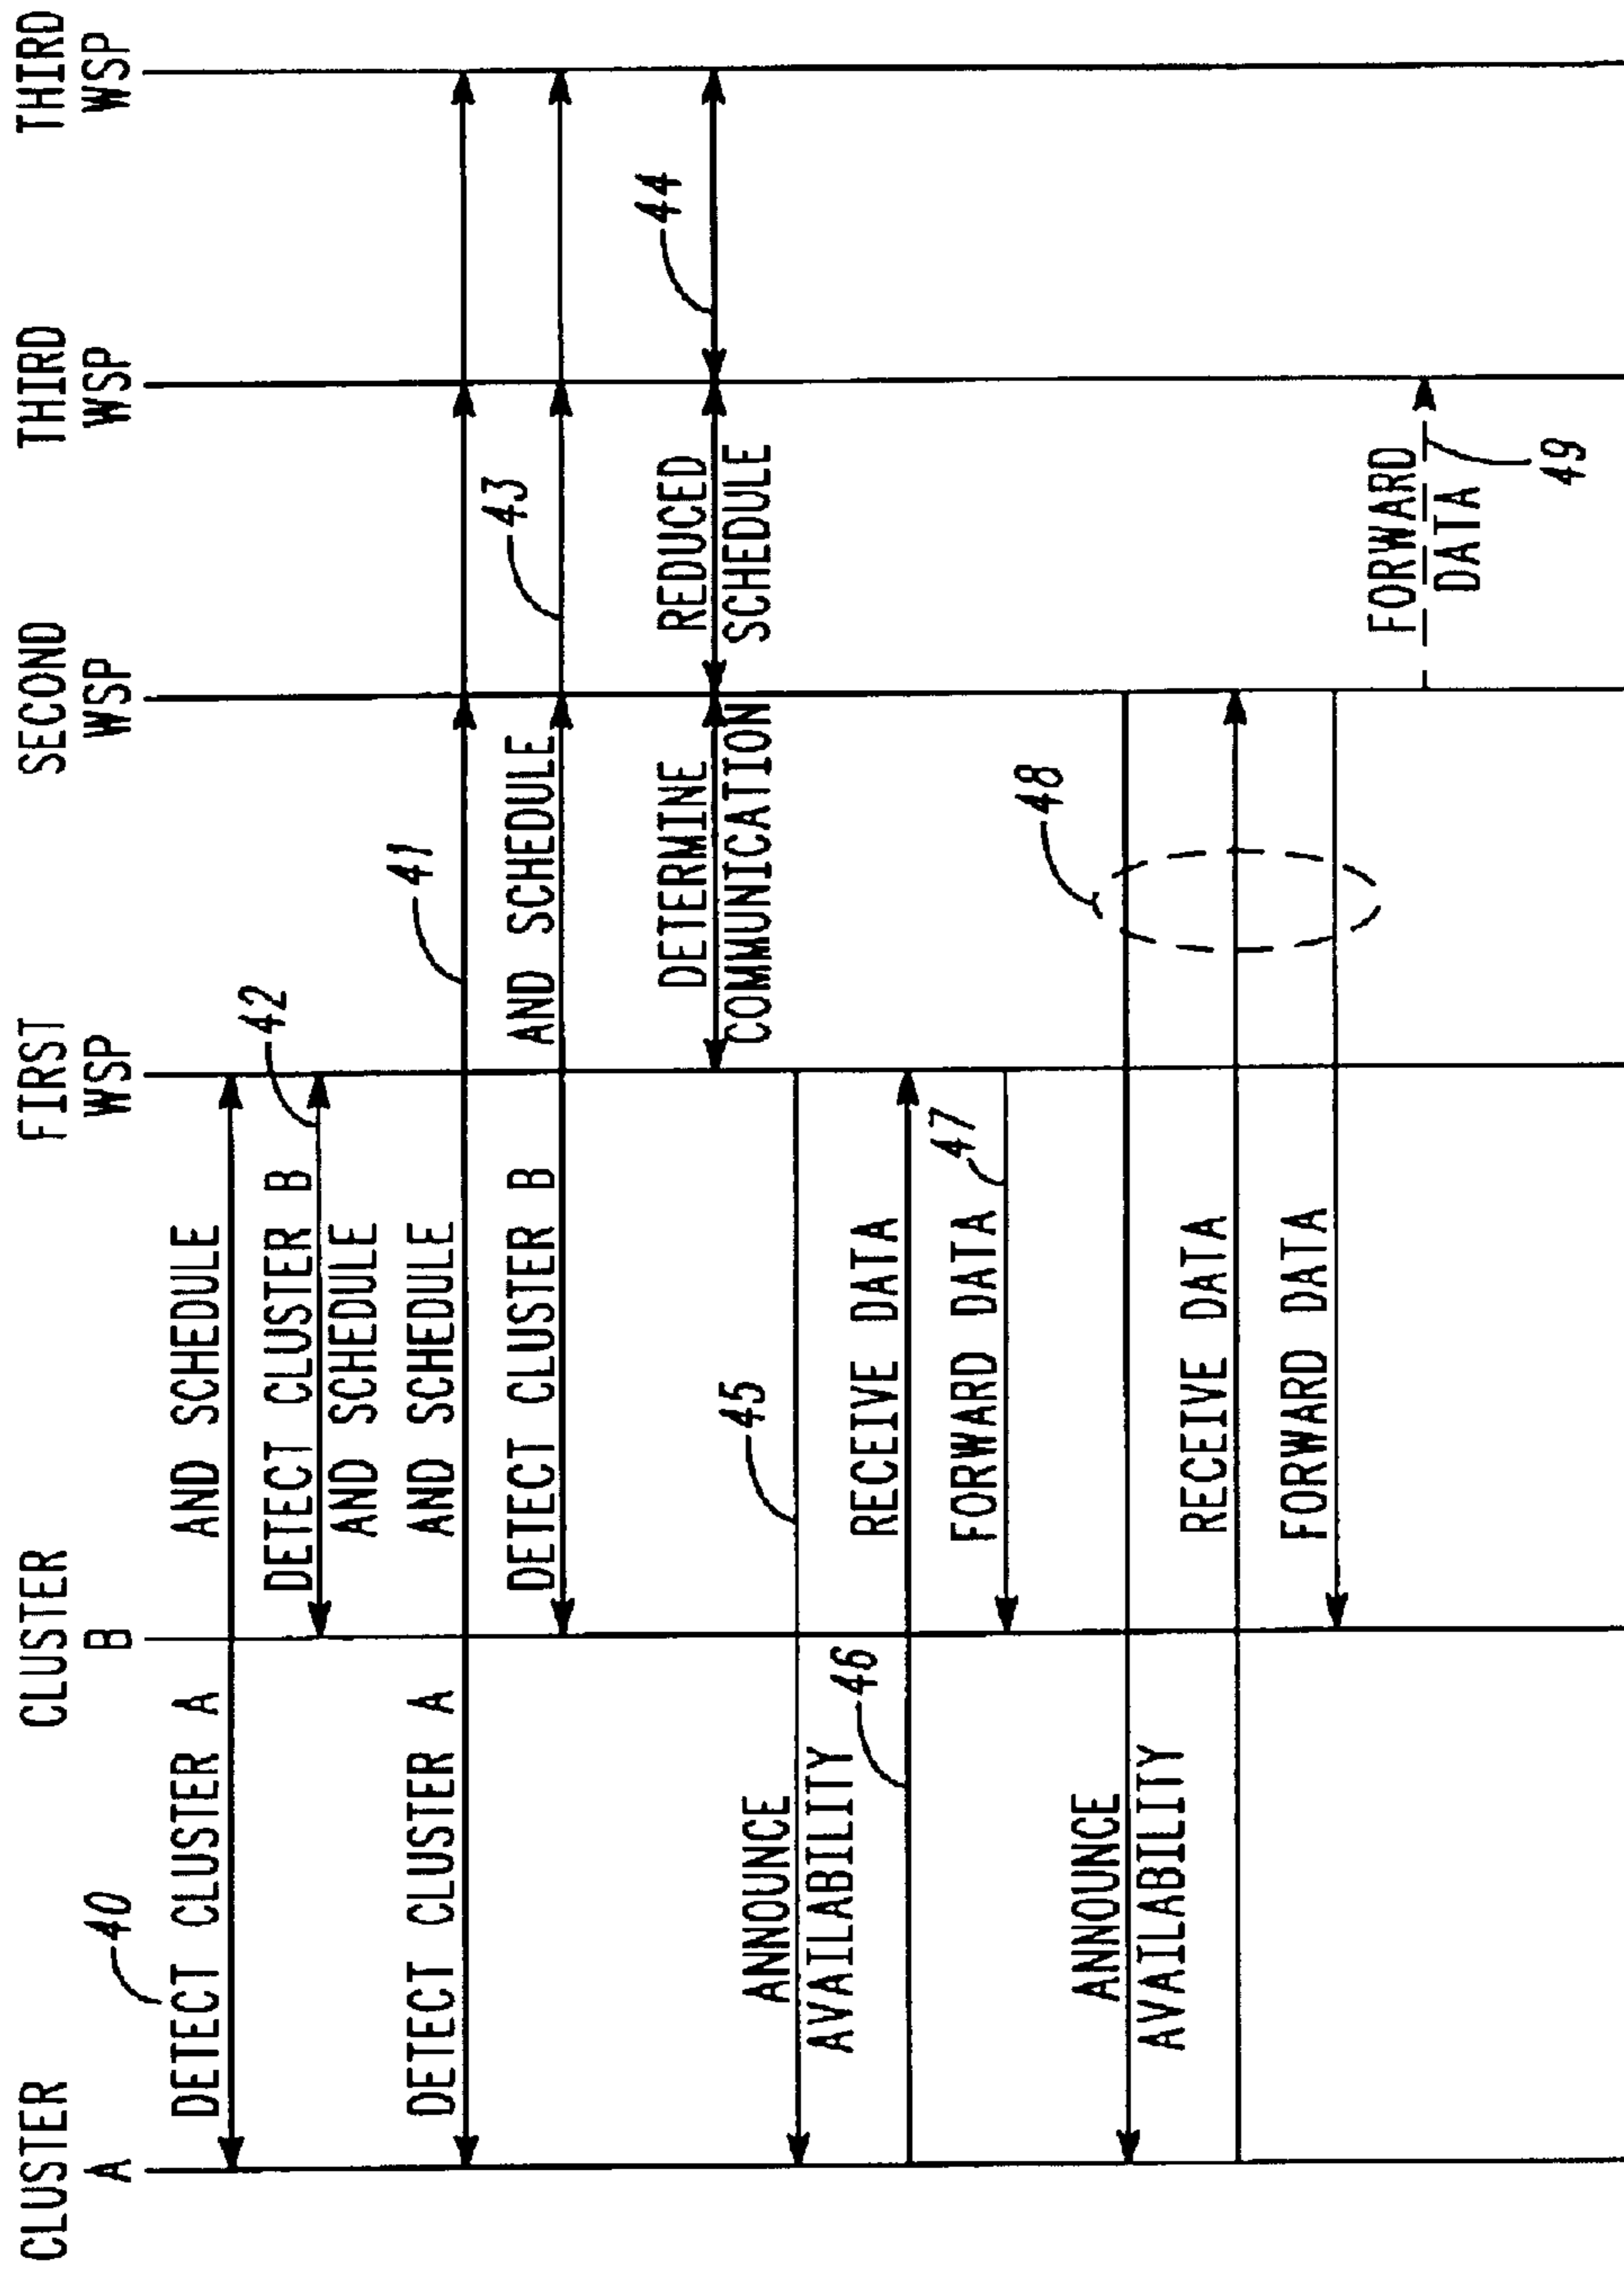 CLUSTER
A
CLUSTER
B
FIRST
WSP
SECOND
WSP
THIRD
WSP
THIRD
WSP
40
DETECT CLUSTER A AND SCHEDULE
42
DETECT CLUSTER B
AND SCHEDULE
41
DETECT CLUSTER A AND SCHEDULE
43
DETECT CLUSTER B AND SCHEDULE
44
DETERMINE REDUCED
COMMUNICATION SCHEDULE
45
ANNOUNCE
AVAILABILITY
46
RECEIVE DATA
47
FORWARD DATA
48
ANNOUNCE
AVAILABILITY
RECEIVE DATA
FORWARD DATA
FORWARD
DATA
49